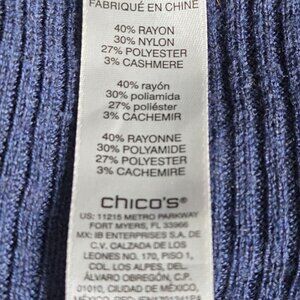 FABRIQUÉ EN CHINE
40% RAYON
30% NYLON
27% POLYESTER
3% CASHMERE
40% rayón
30% poliamida
27% poliéster
3% CACHEMIR
40% RAYONNE
30% POLYAMIDE
27% POLYESTER
3% CACHEMIRE
chico's®
US: 11215 METRO PARKWAY
FORT MYERS, FL 33966
MX: IB ENTERPRISES S.A. DE
C.V. CALZADA DE LOS
LEONES NO. 170, PISO 1,
COL. LOS ALPES, DEL.
ÁLVARO OBREGÓN, C.P.
01010, CIUDAD DE MÉXICO